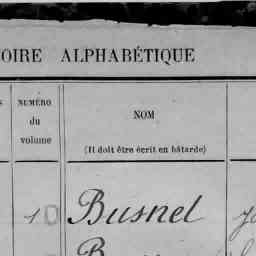 OIRE ALPHABÉTIQUE
NUMÉRO
du
volume
NOM
(Il doit être écrit en bâtarde)
10 Busnel